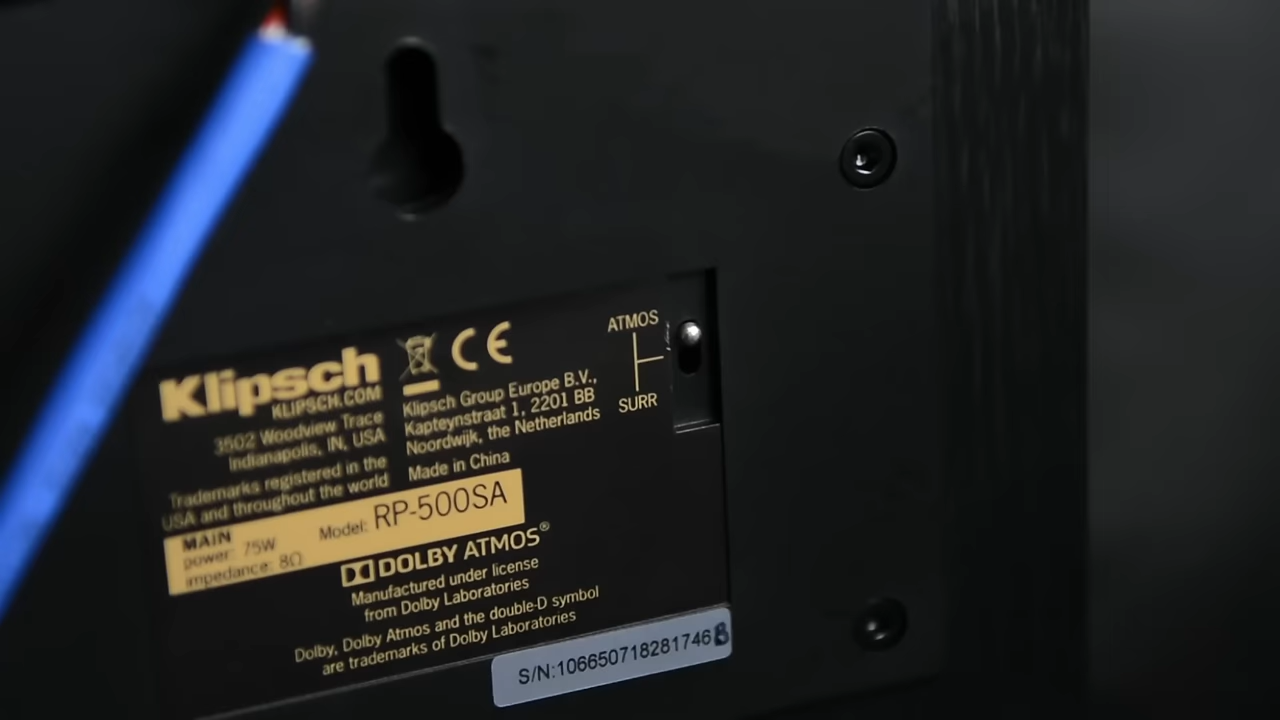 Klipsch
KLIPSCH.COM
3502 Woodview Trace
Indianapolis, IN, USA
Trademarks registered in the
USA and throughout the world
CE
Klipsch Group Europe B.V.,
Kapteynstraat 1, 2201 BB
Noordwijk, the Netherlands
Made in China
ATMOS
SURR
MAIN
power: 75W
impedance: 8Ω
Model: RP-500SA
DOLBY ATMOS®
Manufactured under license
from Dolby Laboratories
Dolby, Dolby Atmos and the double-D symbol
are trademarks of Dolby Laboratories
S/N:106650718281746B